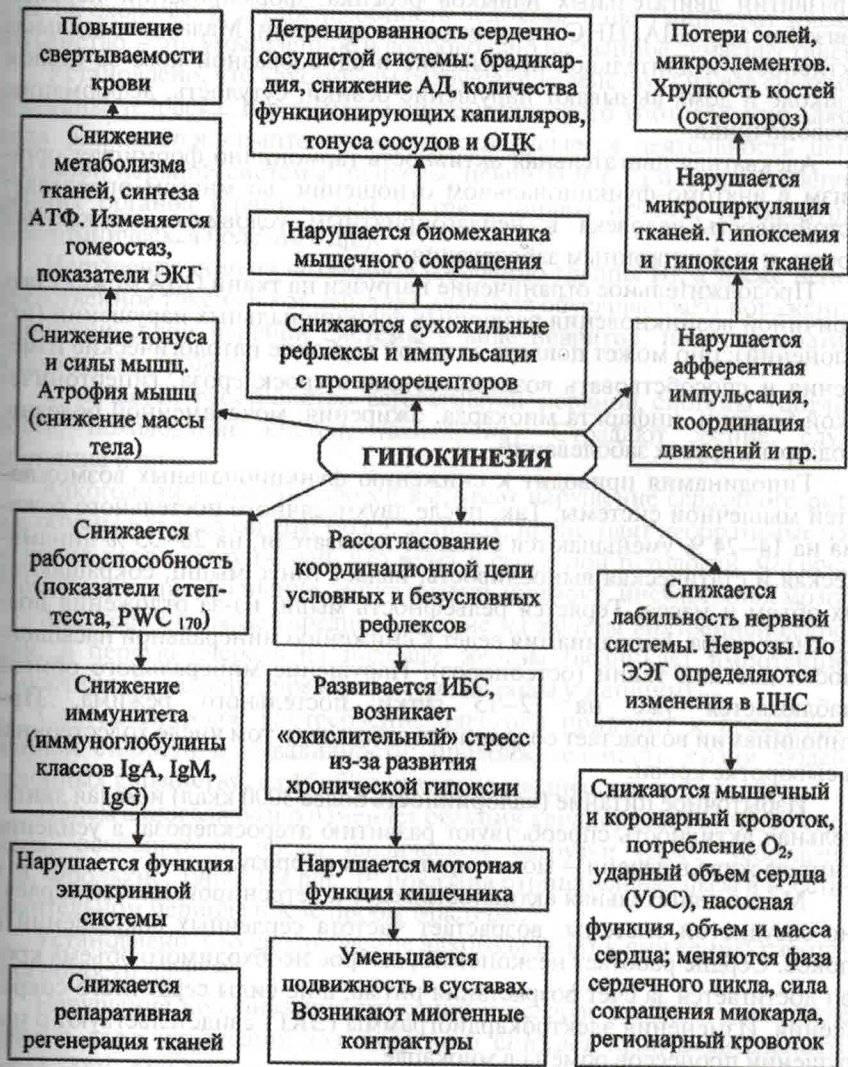 Повышение
свертываемости
крови
Детренированность сердечно-
сосудистой системы: брадикар-
дия, снижение АД, количества
функционирующих капилляров,
тонуса сосудов и ОЦК
Потери солей,
микроэлементов.
Хрупкость костей
(остеопороз)
Снижение
метаболизма
тканей, синтеза
АТФ. Изменяется
гомеостаз,
показатели ЭКГ
Нарушается биомеханика
мышечного сокращения
Нарушается
микроциркуляция
тканей. Гипоксемия
и гипоксия тканей
Снижение тонуса
и силы мышц.
Атрофия мышц
(снижение массы
тела)
Снижаются сухожильные
рефлексы и импульсация
с проприорецепторов
Нарушается
афферентная
импульсация,
координация
движений и пр.
ГИПОКИНЕЗИЯ
Снижается
работоспособность
(показатели степ-
теста, PWC 170)
Рассогласование
координационной цепи
условных и безусловных
рефлексов
Снижается
лабильность нервной
системы. Неврозы. По
ЭЭГ определяются
изменения в ЦНС
Снижение
иммунитета
(иммуноглобулины
классов IgA, IgM,
IgG)
Развивается ИБС,
возникает
«окислительный» стресс
из-за развития
хронической гипоксии
Снижаются мышечный
и коронарный кровоток,
потребление O2,
ударный объем сердца
(УОС), насосная
функция, объем и масса
сердца; меняются фаза
сердечного цикла, сила
сокращения миокарда,
регионарный кровоток
Нарушается функция
эндокринной
системы
Нарушается моторная
функция кишечника
Снижается
репаративная
регенерация тканей
Уменьшается
подвижность в суставах.
Возникают миогенные
контрактуры